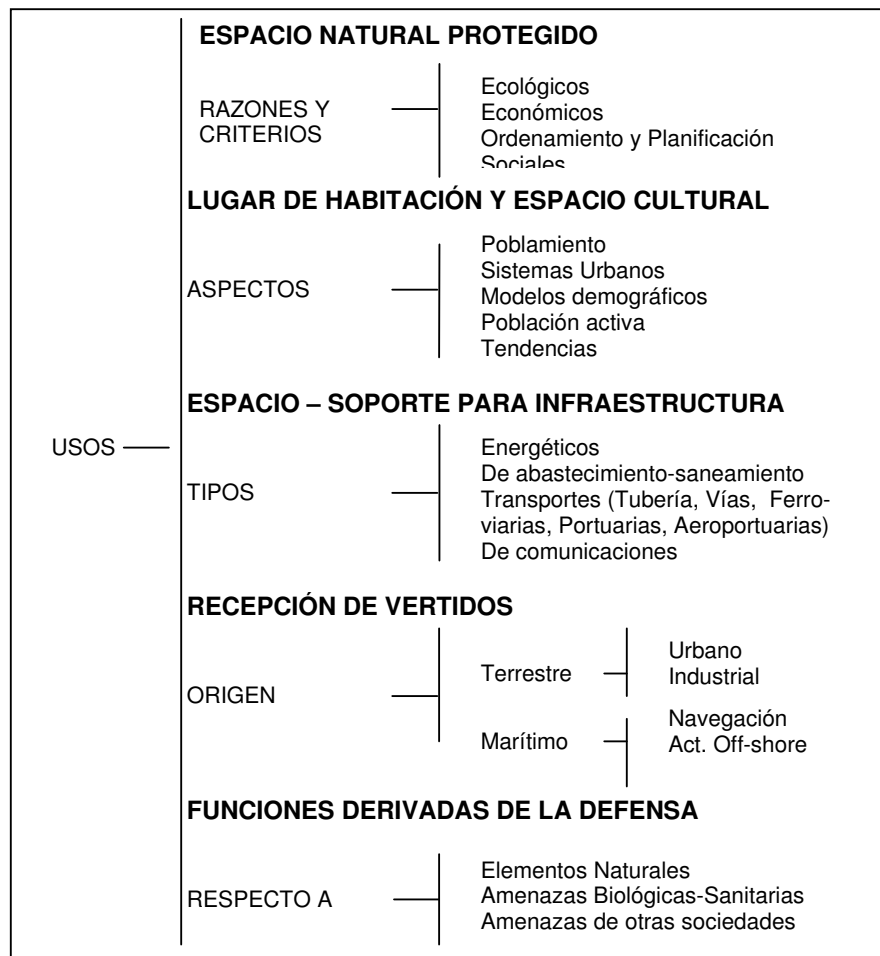 ESPACIO NATURAL PROTEGIDO
RAZONES Y
CRITERIOS
Ecológicos
Económicos
Ordenamiento y Planificación
Sociales
LUGAR DE HABITACIÓN Y ESPACIO CULTURAL
ASPECTOS
Poblamiento
Sistemas Urbanos
Modelos demográficos
Población activa
Tendencias
ESPACIO – SOPORTE PARA INFRAESTRUCTURA
USOS
TIPOS
Energéticos
De abastecimiento-saneamiento
Transportes (Tubería, Vías, Ferro-
viarias, Portuarias, Aeroportuarias)
De comunicaciones
RECEPCIÓN DE VERTIDOS
ORIGEN
Terrestre
Urbano
Industrial
Marítimo
Navegación
Act. Off-shore
FUNCIONES DERIVADAS DE LA DEFENSA
RESPECTO A
Elementos Naturales
Amenazas Biológicas-Sanitarias
Amenazas de otras sociedades